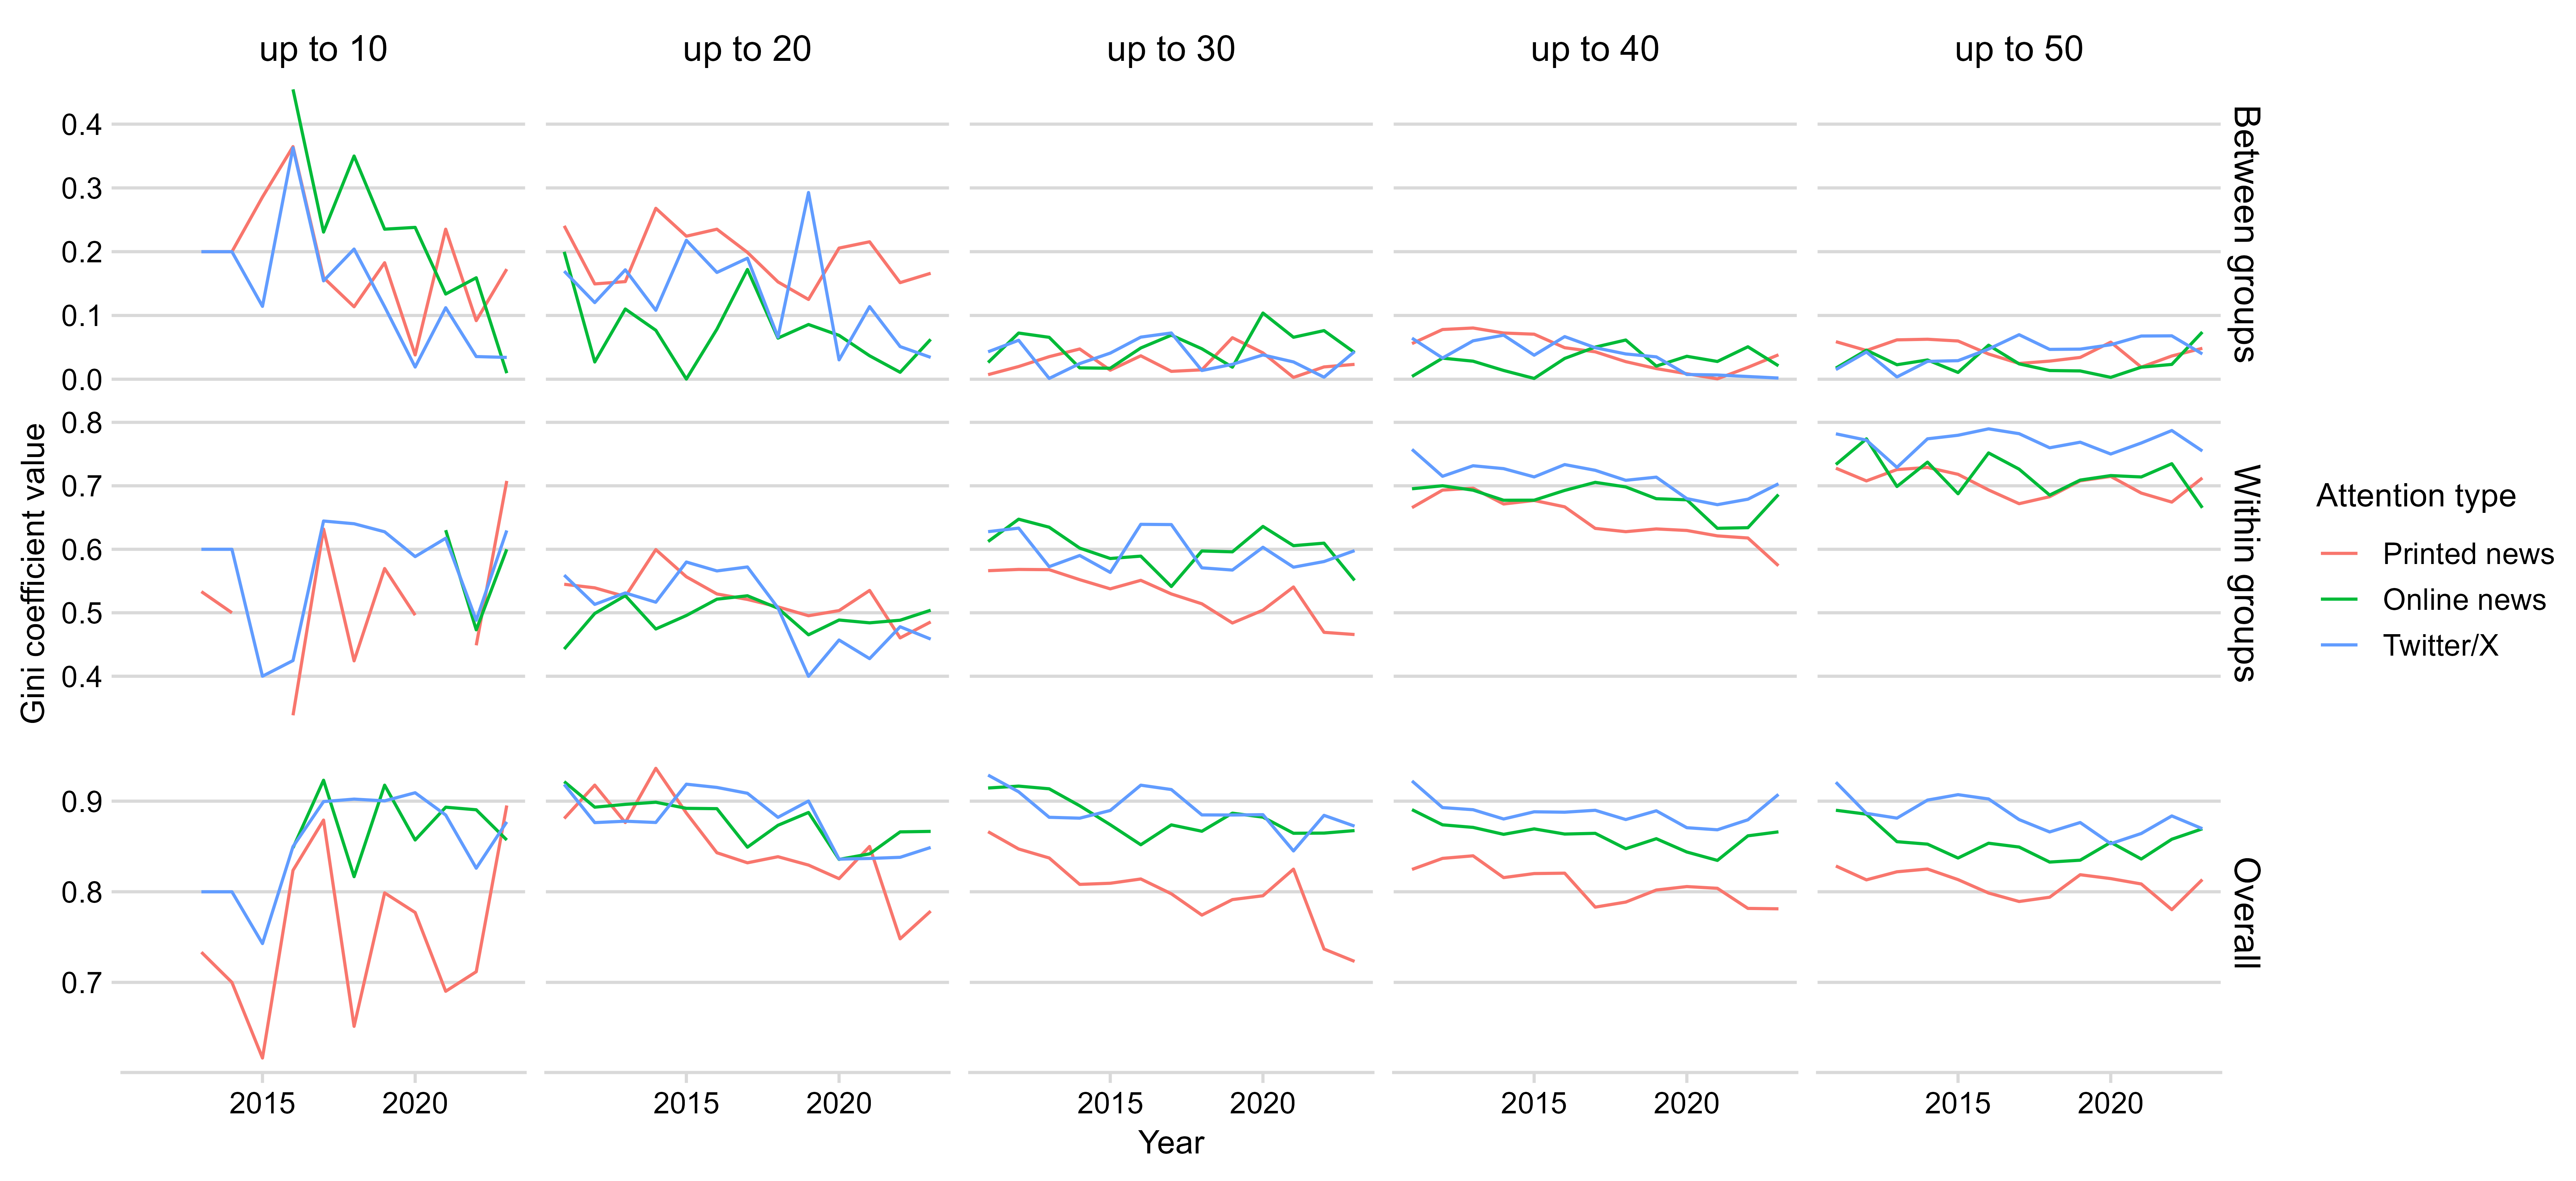 up to 10 up to 20 up to 30 up to 40 up to 50
Between groups
0.4
0.3
0.2
0.1
0.0
Gini coefficient value
Within groups
0.8
0.7
0.6
0.5
0.4
Overall
0.9
0.8
0.7
2015 2020 2015 2020 2015 2020 2015 2020 2015 2020
Year
Attention type
Printed news
Online news
Twitter/X